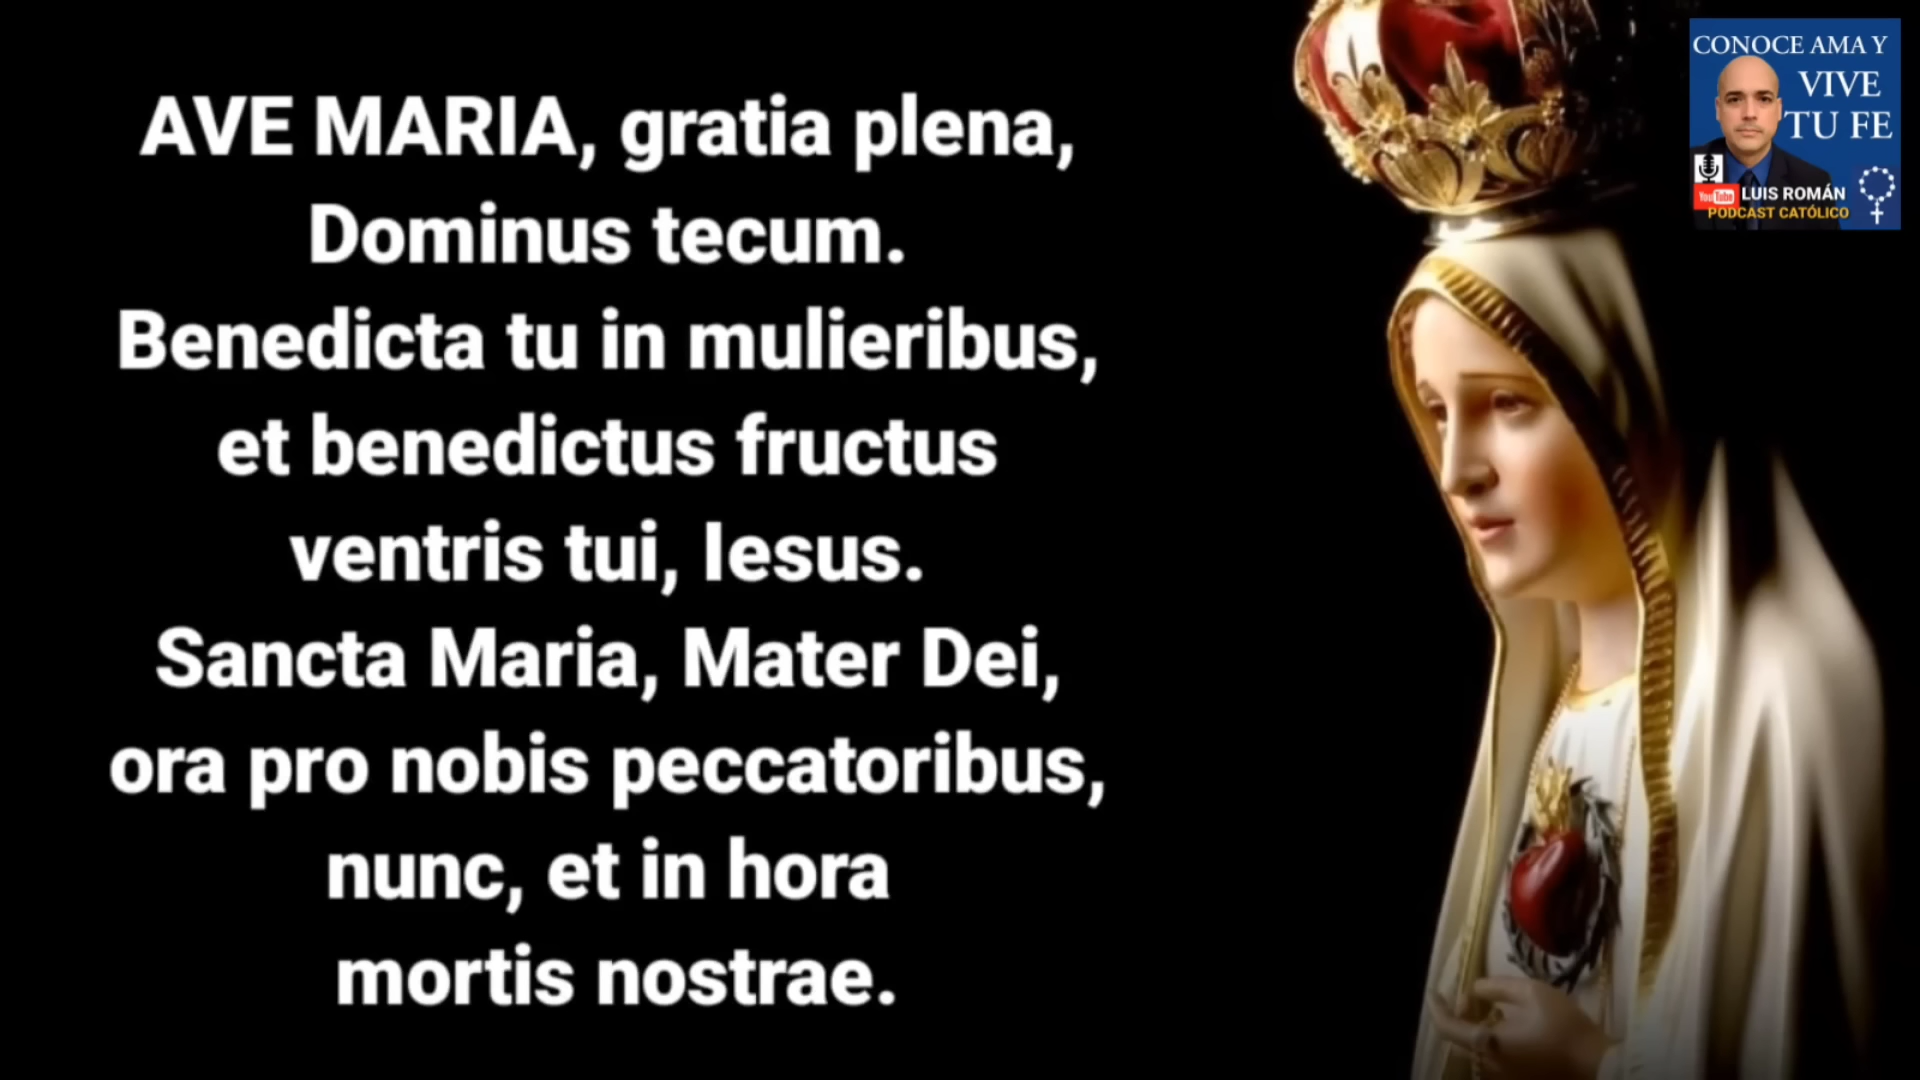 AVE MARIA, gratia plena,
Dominus tecum.
Benedicta tu in mulieribus,
et benedictus fructus
ventris tui, Iesus.
Sancta Maria, Mater Dei,
ora pro nobis peccatoribus,
nunc, et in hora
mortis nostrae.
CONOCE AMA Y
VIVE
TU FE
YouTube LUIS ROMÁN
PODCAST CATÓLICO